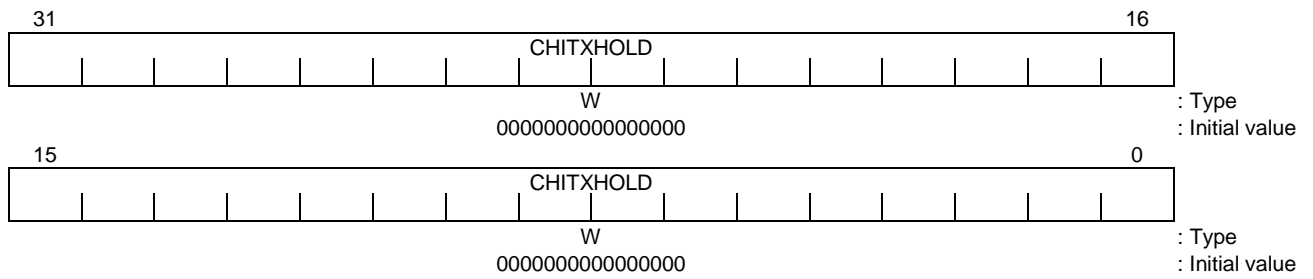 31 16
CHITXHOLD
W : Type
0000000000000000 : Initial value
15 0
CHITXHOLD
W : Type
0000000000000000 : Initial value